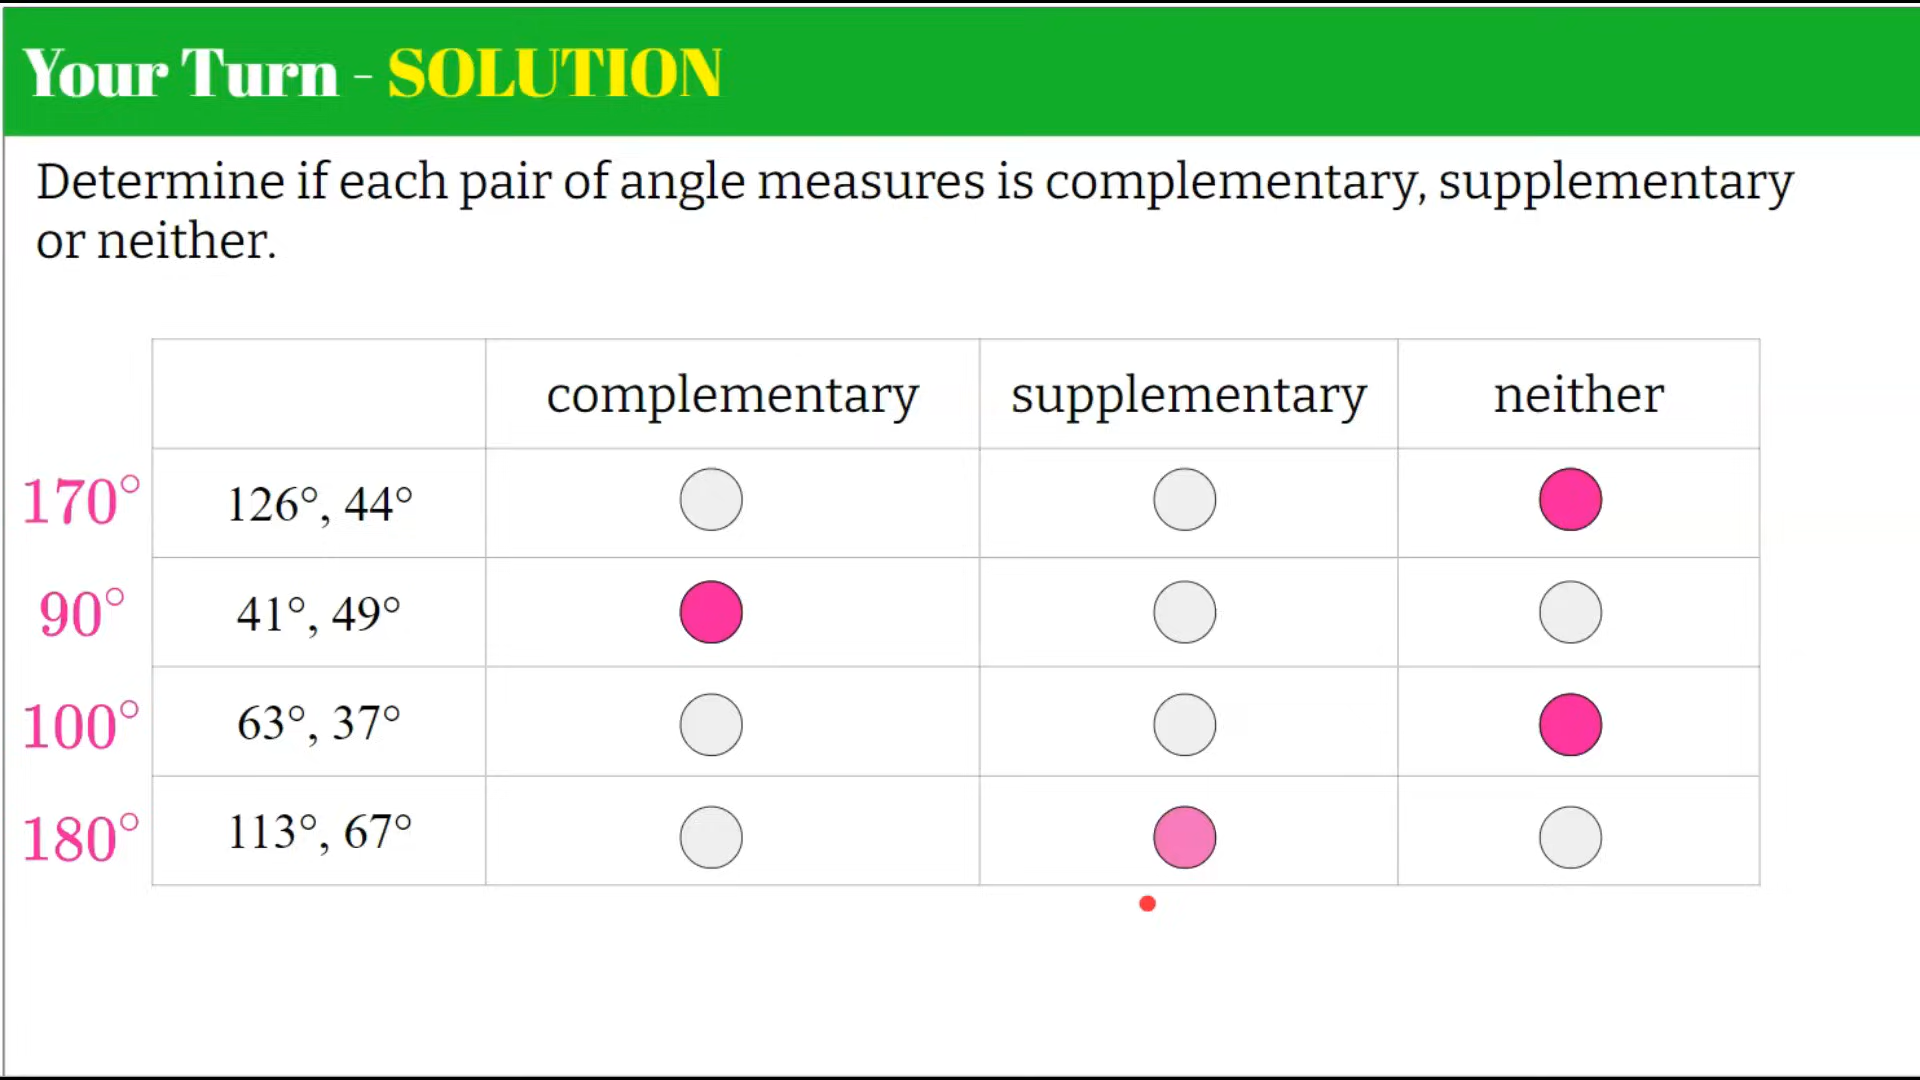 Your Turn - SOLUTION
Determine if each pair of angle measures is complementary, supplementary
or neither.
complementary supplementary neither
170° 126°, 44°
90° 41°, 49°
100° 63°, 37°
180° 113°, 67°